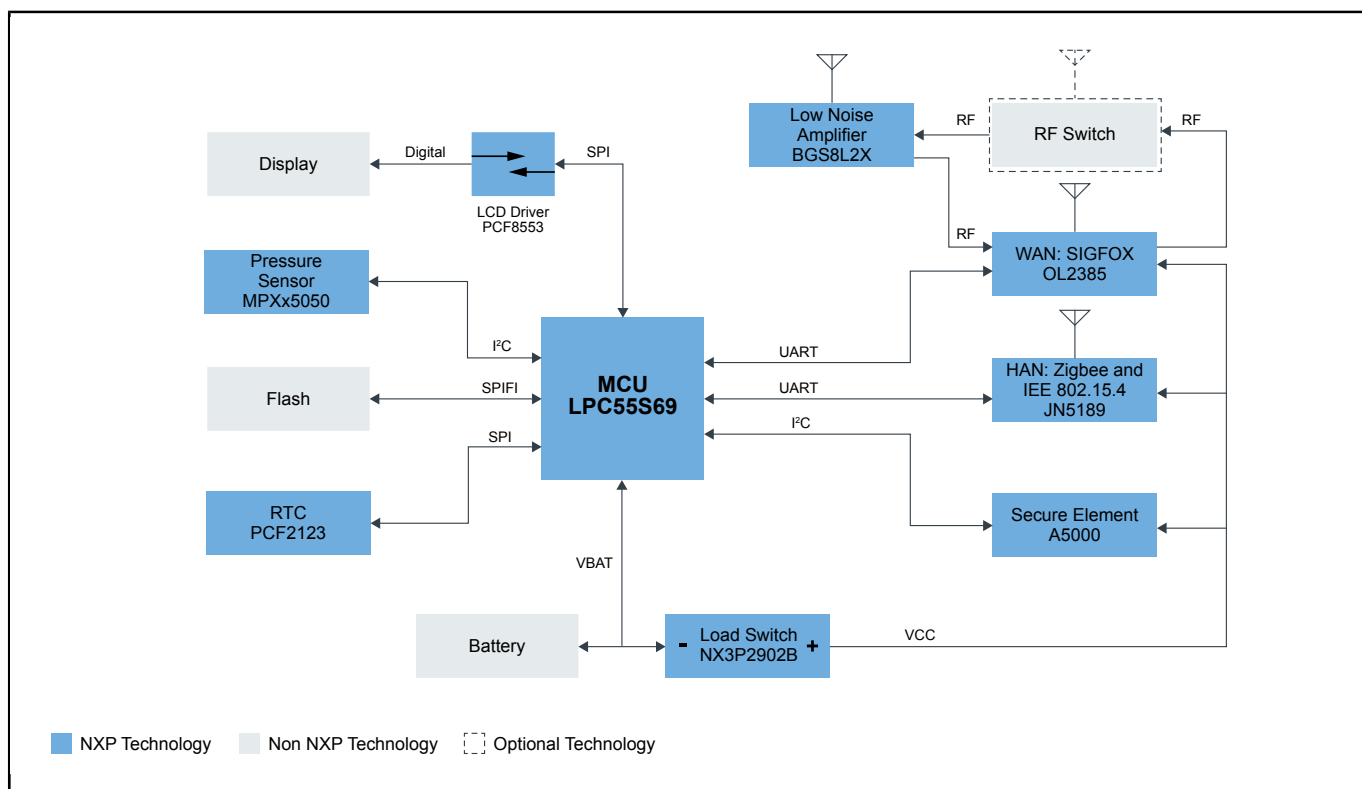 Low Noise
Amplifier
BGS8L2X
RF
RF Switch
RF
Display
Digital
SPI
LCD Driver
PCF8553
RF
WAN: SIGFOX
OL2385
Pressure
Sensor
MPXx5050
I²C
UART
MCU
LPC55S69
HAN: Zigbee and
IEE 802.15.4
JN5189
Flash
SPIFI
UART
I²C
SPI
RTC
PCF2123
Secure Element
A5000
VBAT
Battery
- Load Switch +
NX3P2902B
VCC
NXP Technology
Non NXP Technology
Optional Technology